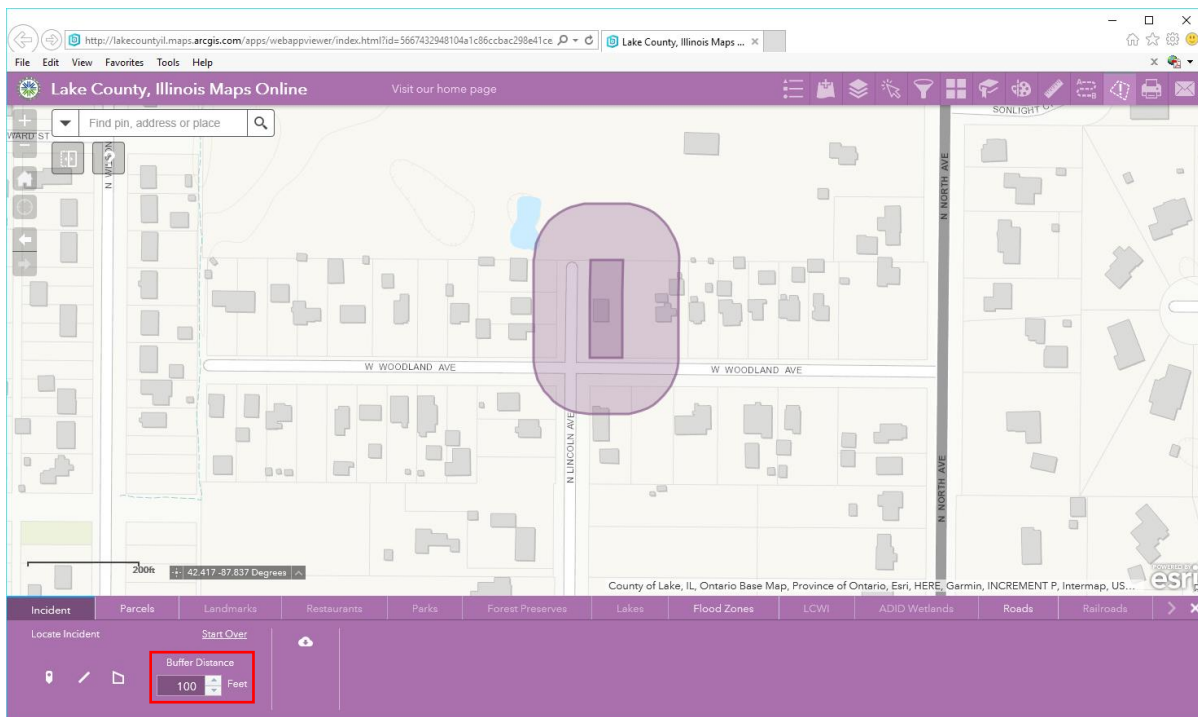 http://lakecountyil.maps.arcgis.com/apps/webappviewer/index.html?id=5667432948104a1c86ccbac298e41ce
Lake County, Illinois Maps ...
File Edit View Favorites Tools Help
Lake County, Illinois Maps Online
Visit our home page
Find pin, address or place
WARD ST
?
SONLIGHT
N NORTH AVE
W WOODLAND AVE
W WOODLAND AVE
N LINCOLN AVE
N NORTH AVE
200ft
42.417 -87.837 Degrees
County of Lake, IL, Ontario Base Map, Province of Ontario, Esri, HERE, Garmin, INCREMENT P, Intermap, US...
POWERED BY
esri
Incident Parcels Landmarks Restaurants Parks Forest Preserves Lakes Flood Zones LCWI ADID Wetlands Roads Railroads
Locate Incident Start Over
Buffer Distance
100 Feet